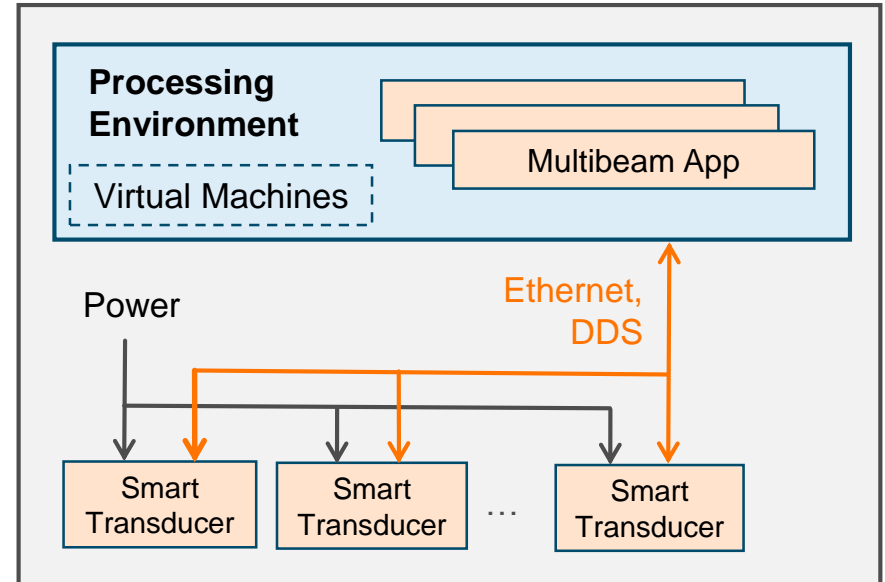 Processing
Environment
Multibeam App
Virtual Machines
Ethernet,
DDS
Power
Smart
Transducer
Smart
Transducer
...
Smart
Transducer